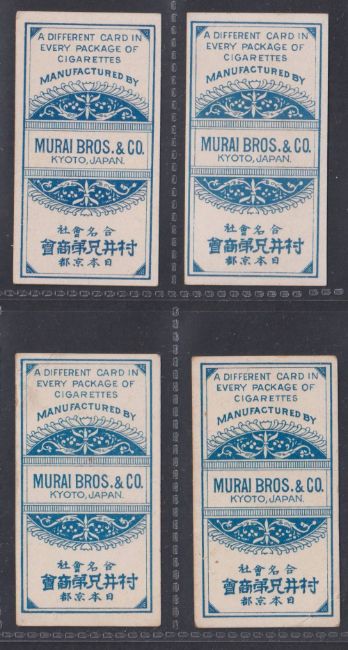 A DIFFERENT CARD IN
EVERY PACKAGE OF
CIGARETTES
MANUFACTURED BY
MURAI BROS. & CO.
KYOTO, JAPAN.
社會名合
會商弟兄井村
都京本日
A DIFFERENT CARD IN
EVERY PACKAGE OF
CIGARETTES
MANUFACTURED BY
MURAI BROS. & CO.
KYOTO, JAPAN.
社會名合
會商弟兄井村
都京本日
A DIFFERENT CARD IN
EVERY PACKAGE OF
CIGARETTES
MANUFACTURED BY
MURAI BROS. & CO.
KYOTO, JAPAN.
社會名合
會商弟兄井村
都京本日
A DIFFERENT CARD IN
EVERY PACKAGE OF
CIGARETTES
MANUFACTURED BY
MURAI BROS. & CO.
KYOTO, JAPAN.
社會名合
會商弟兄井村
都京本日